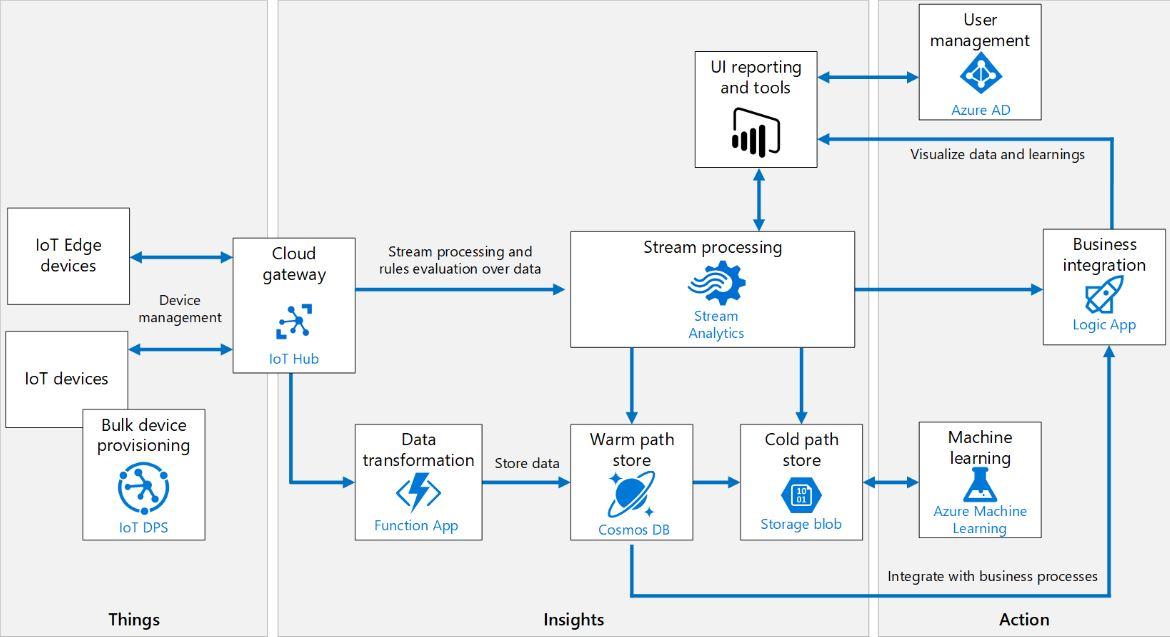 User
management
Azure AD
UI reporting
and tools
Visualize data and learnings
IoT Edge
devices
Device
management
IoT devices
Bulk device
provisioning
IoT DPS
Cloud
gateway
IoT Hub
Stream processing and
rules evaluation over data
Stream processing
Stream
Analytics
Business
integration
Logic App
Data
transformation
Function App
Store data
Warm path
store
Cosmos DB
Cold path
store
10
01
Storage blob
Machine
learning
Azure Machine
Learning
Integrate with business processes
Things
Insights
Action